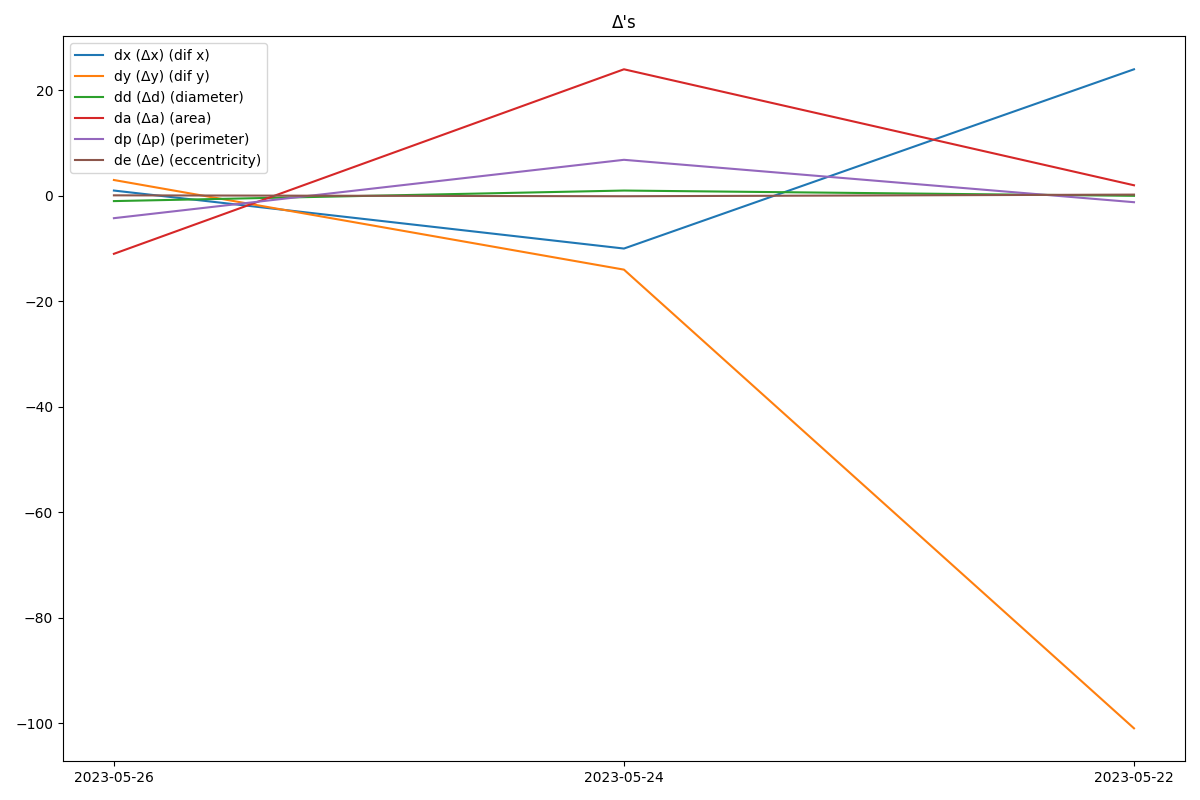 Δ's
dx (Δx) (dif x)
dy (Δy) (dif y)
dd (Δd) (diameter)
da (Δa) (area)
dp (Δp) (perimeter)
de (Δe) (eccentricity)
20
0
−20
−40
−60
−80
−100
2023-05-26 2023-05-24 2023-05-22